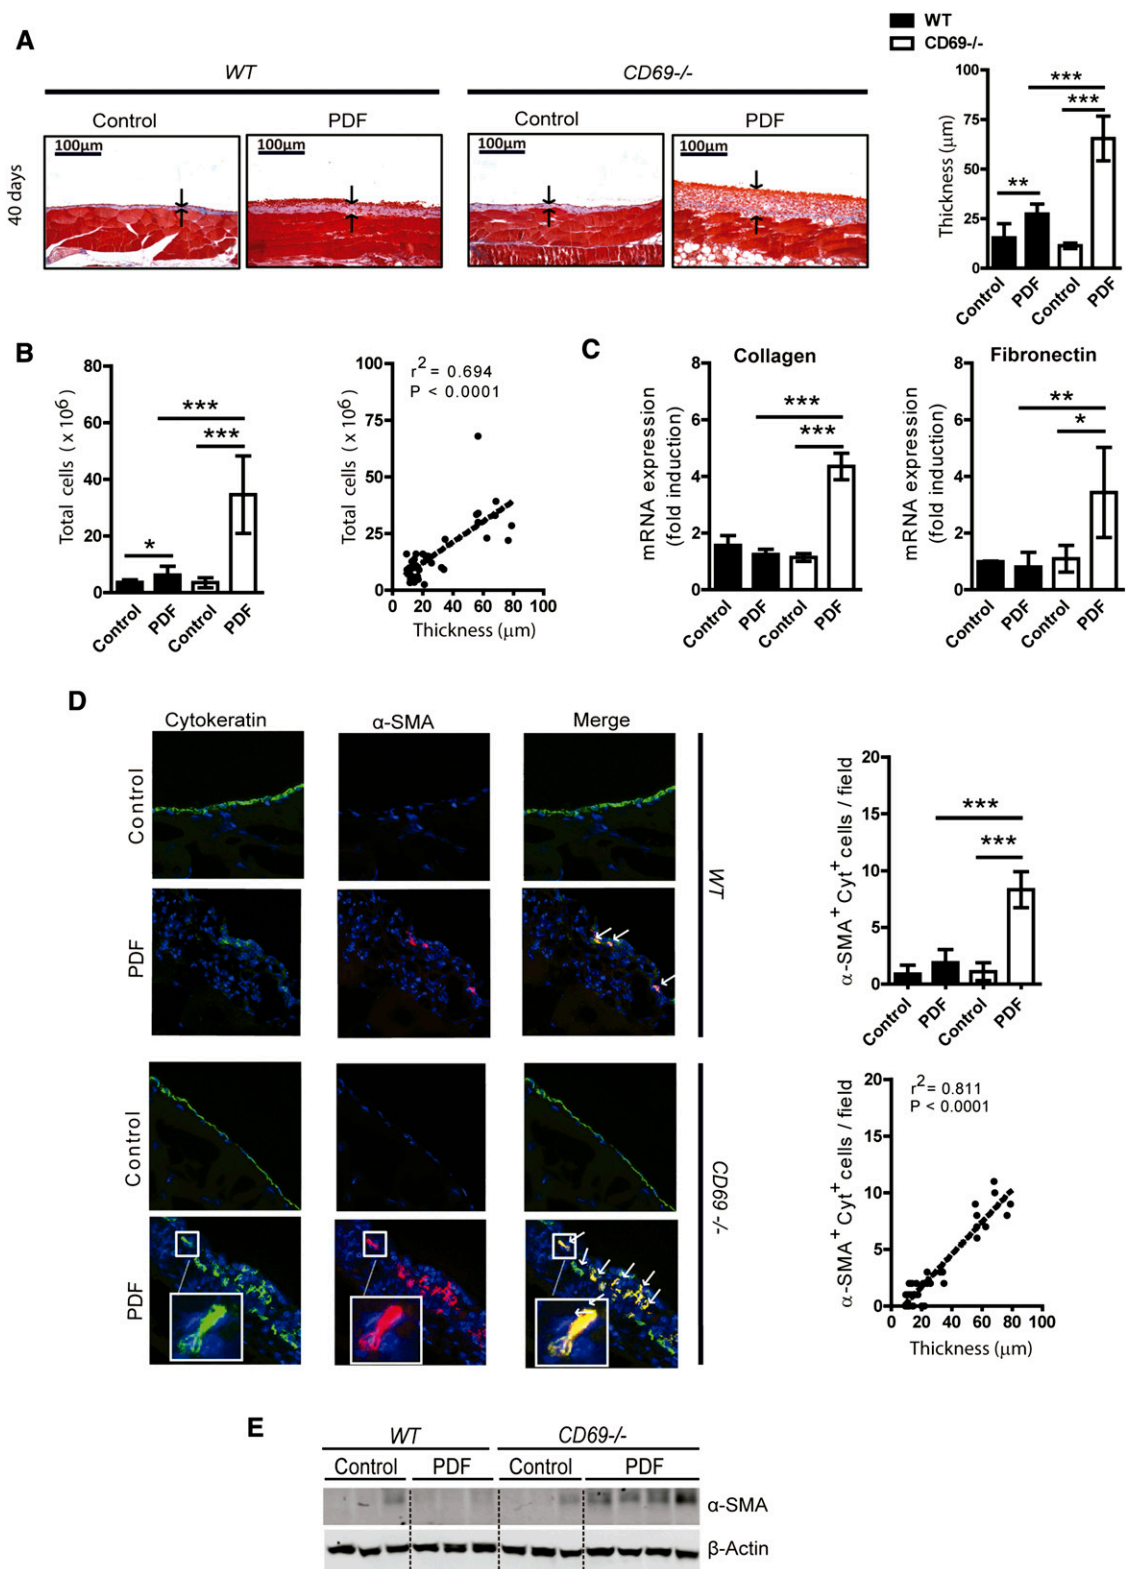 A
WT
CD69-/-
Control
PDF
Control
PDF
40 days
100µm
100µm
100µm
100µm
WT
CD69-/-
Thickness (µm)
100
75
50
25
0
***
***
**
Control
PDF
Control
PDF
B
Total cells (x 10⁶)
80
60
40
20
0
***
***
*
Control
PDF
Control
PDF
Total cells (x 10⁶)
100
75
50
25
0
r² = 0.694
P < 0.0001
0 20 40 60 80 100
Thickness (µm)
C
Collagen
mRNA expression
(fold induction)
8
6
4
2
0
***
***
Control
PDF
Control
PDF
Fibronectin
mRNA expression
(fold induction)
8
6
4
2
0
**
*
Control
PDF
Control
PDF
D
Cytokeratin
α-SMA
Merge
Control
PDF
WT
Control
PDF
CD69 -/-
α-SMA⁺ Cyt⁺ cells / field
20
15
10
5
0
***
***
Control
PDF
Control
PDF
α-SMA⁺ Cyt⁺ cells / field
20
15
10
5
0
r² = 0.811
P < 0.0001
0 20 40 60 80 100
Thickness (µm)
E
WT
CD69-/-
Control
PDF
Control
PDF
α-SMA
β-Actin